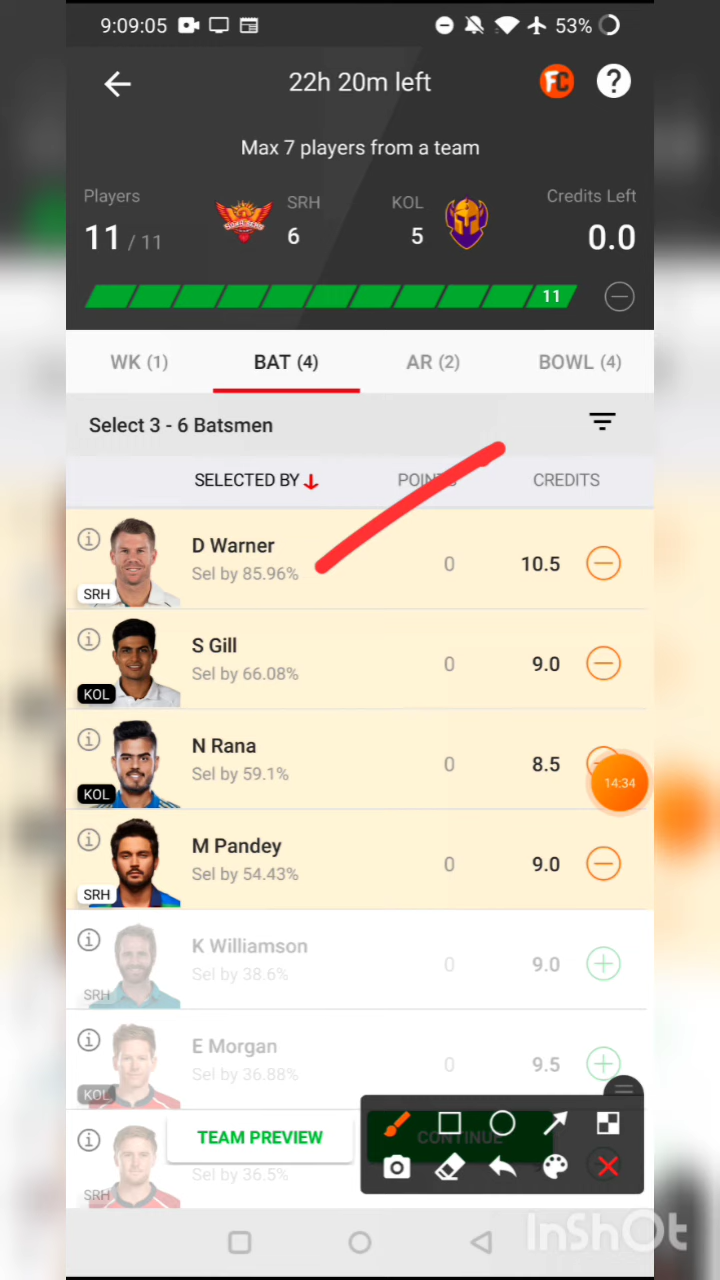 9:09:05 53%
22h 20m left FC ?
Max 7 players from a team
Players SRH KOL Credits Left
11 / 11 6 5 0.0
11
WK (1) BAT (4) AR (2) BOWL (4)
Select 3 - 6 Batsmen
SELECTED BY POINTS CREDITS
D Warner
Sel by 85.96% 0 10.5
SRH
S Gill
Sel by 66.08% 0 9.0
KOL
N Rana
Sel by 59.1% 0 8.5
KOL
14:34
M Pandey
Sel by 54.43% 0 9.0
SRH
K Williamson
Sel by 38.6% 0 9.0
SRH
E Morgan
Sel by 36.88% 0 9.5
KOL
TEAM PREVIEW CONTINUE
Sel by 36.5%
SRH
InShOt